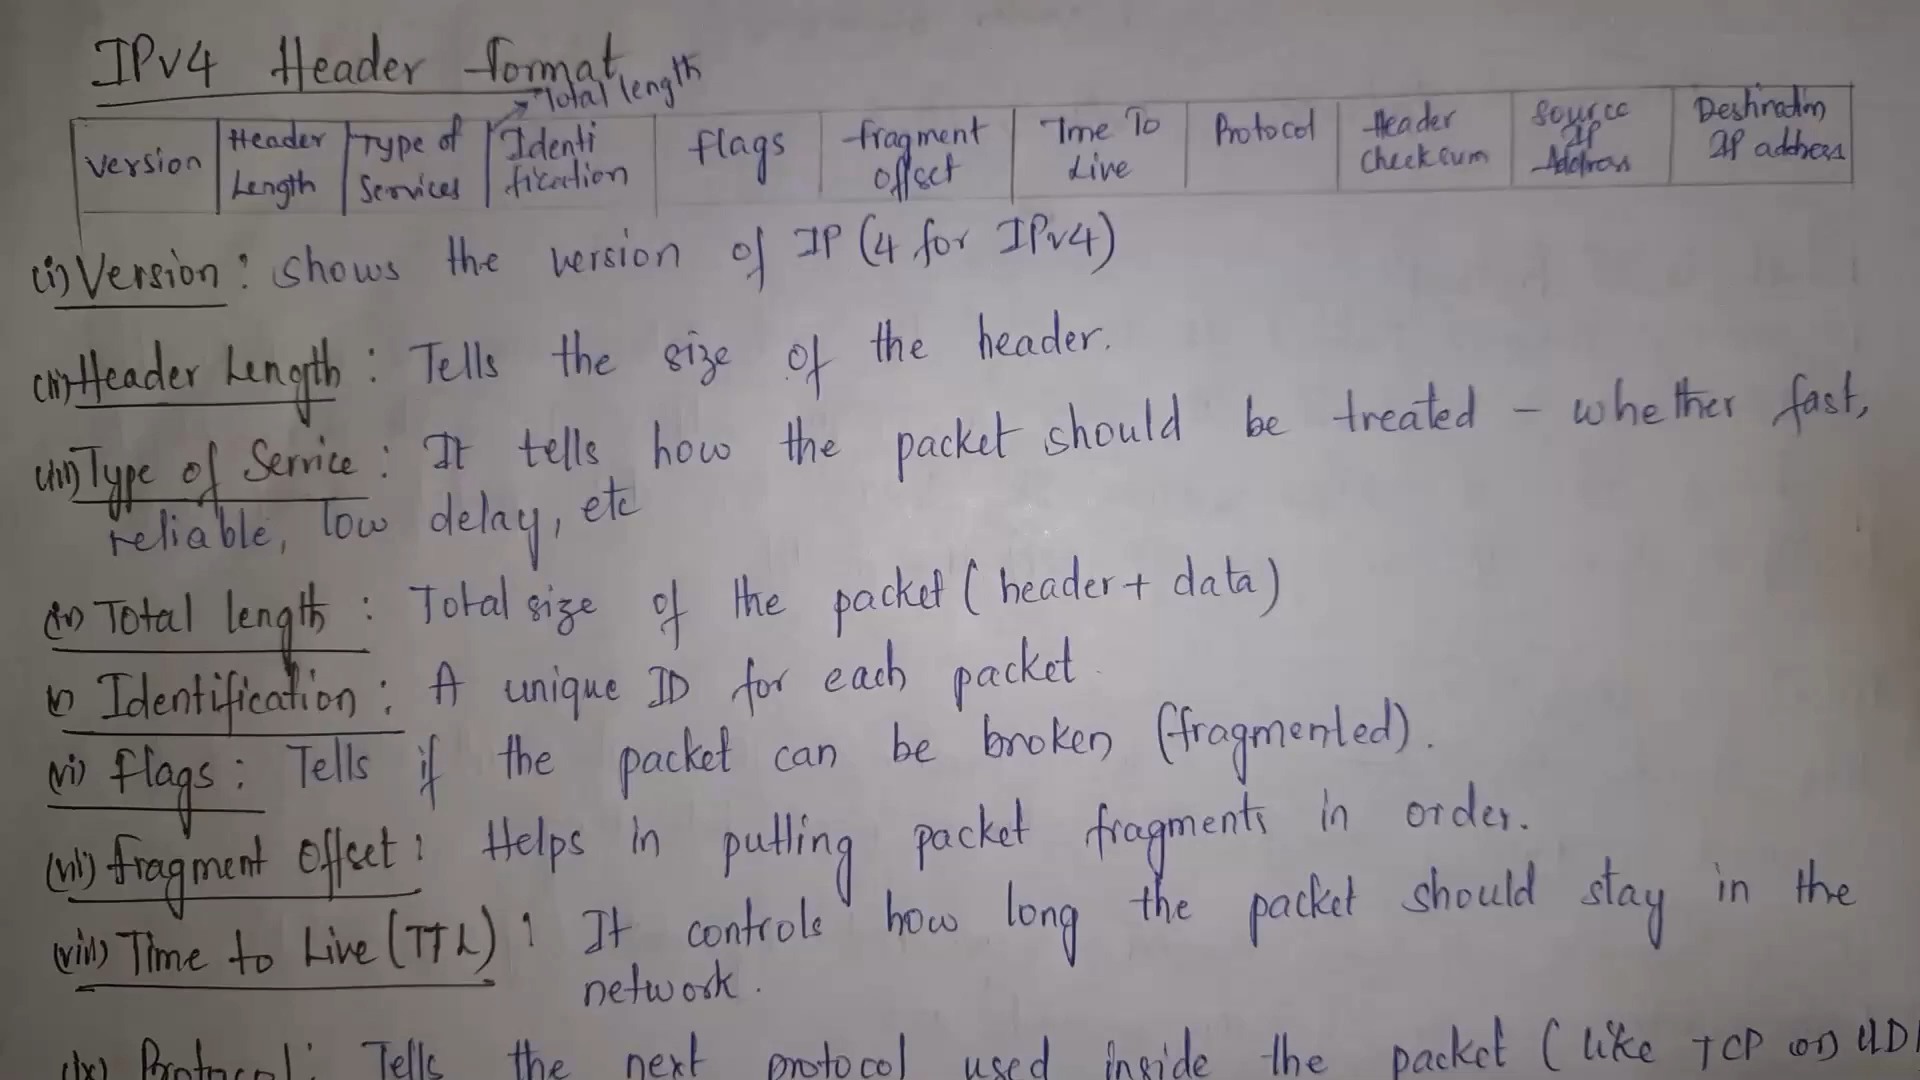 IPv4 Header format
Total length
Version | Header Length | Type of Services | Identification | flags | fragment offset | Time To Live | Protocol | Header Checksum | Source IP Address | Destination IP address
(i) Version : Shows the version of IP (4 for IPv4)
(ii) Header Length : Tells the size of the header.
(iii) Type of Service : It tells how the packet should be treated - whether fast,
reliable, low delay, etc
(iv) Total length : Total size of the packet ( header + data )
(v) Identification : A unique ID for each packet.
(vi) flags : Tells if the packet can be broken (fragmented).
(vii) fragment Offset : Helps in putting packet fragments in order.
(viii) Time to Live (TTL) : It controls how long the packet should stay in the
network.
(ix) Protocol : Tells the next protocol used inside the packet ( like TCP or UD